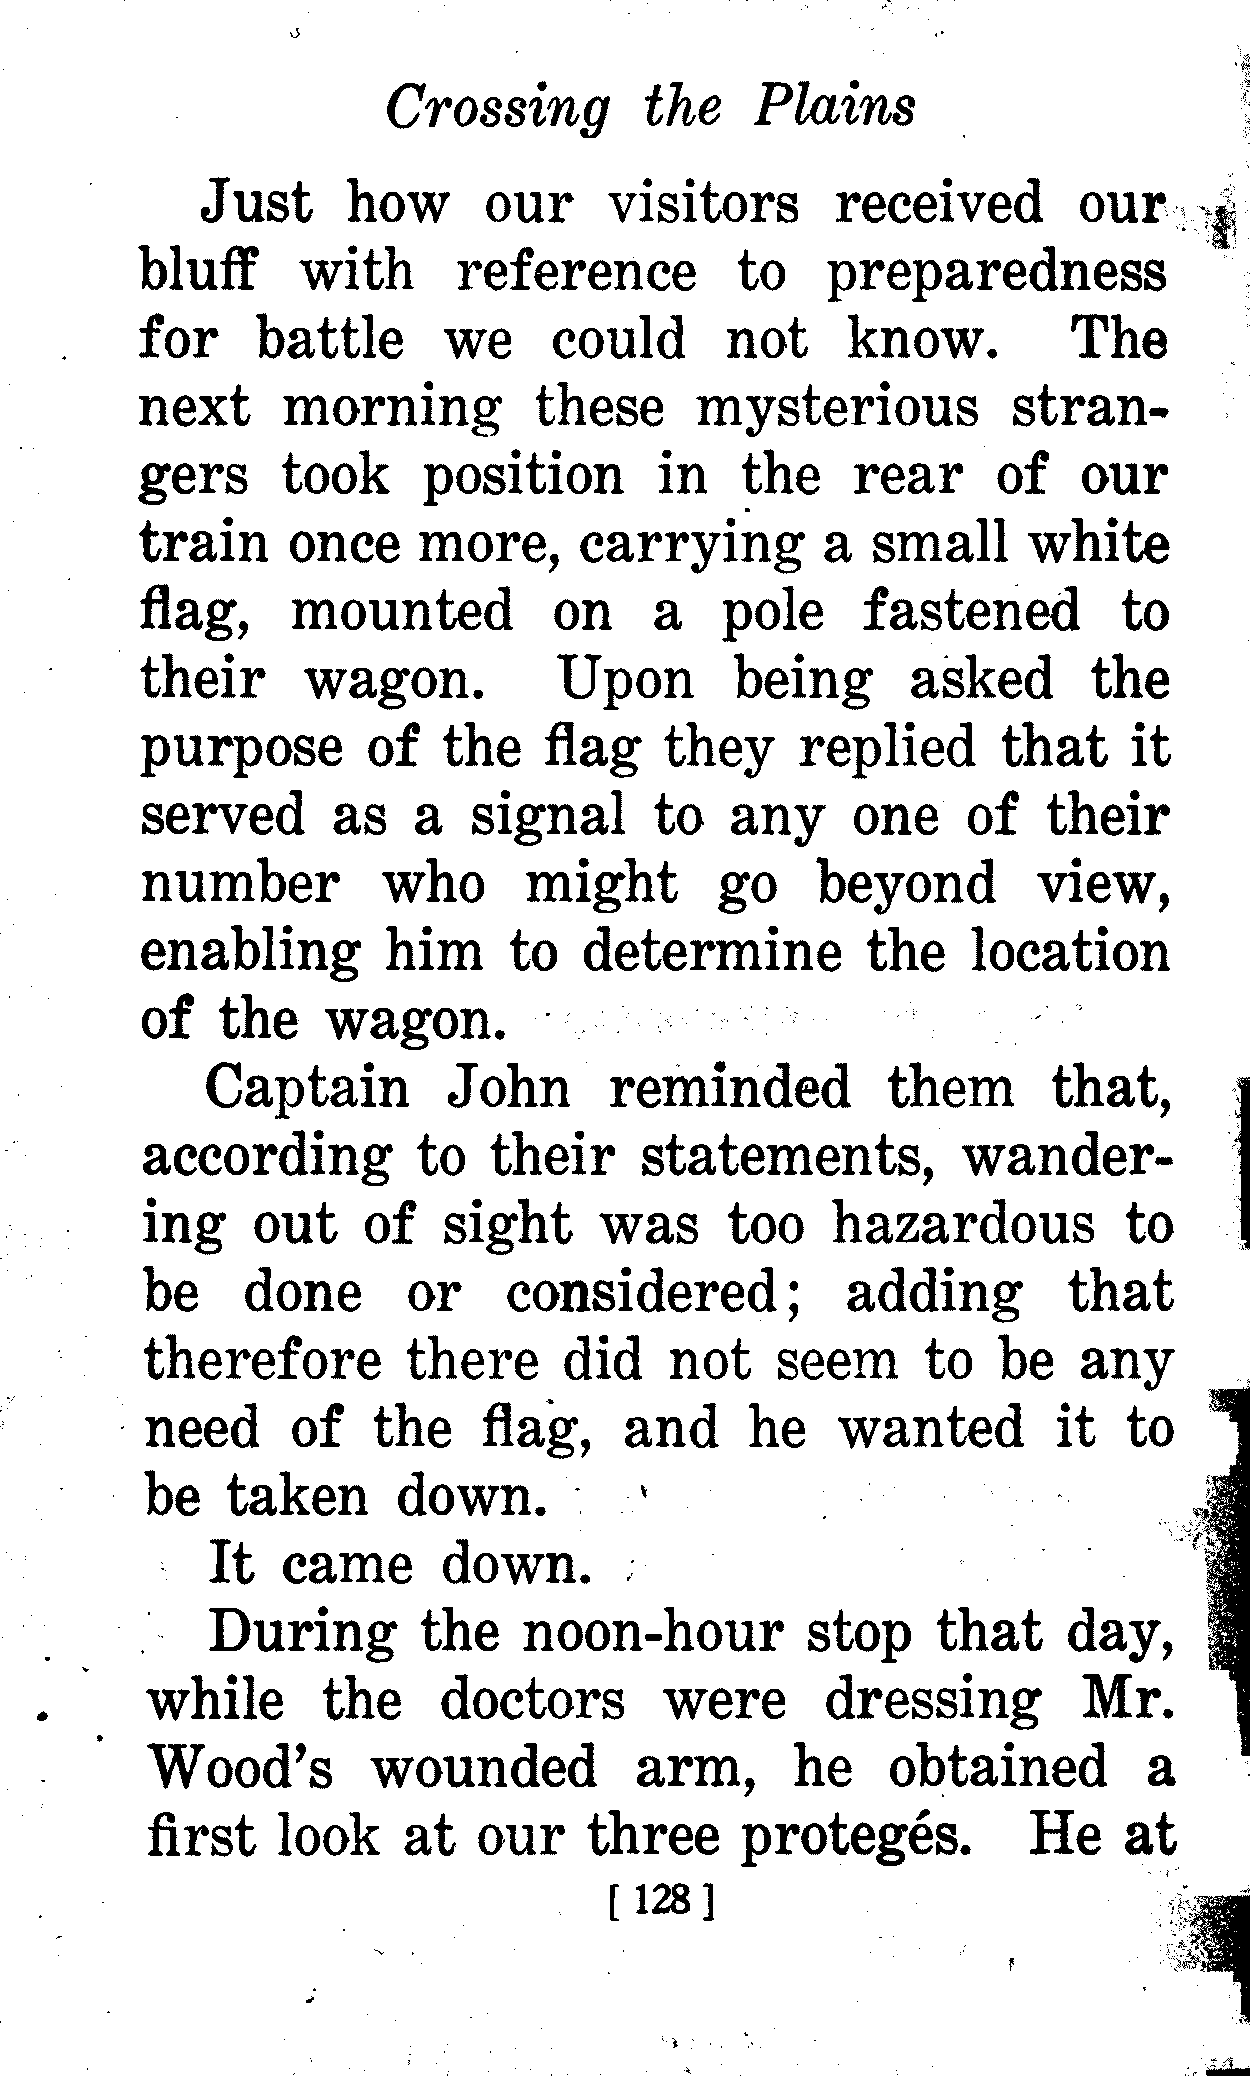 Crossing the Plains
Just how our visitors received our
bluff with reference to preparedness
for battle we could not know. The
next morning these mysterious stran-
gers took position in the rear of our
train once more, carrying a small white
flag, mounted on a pole fastened to
their wagon. Upon being asked the
purpose of the flag they replied that it
served as a signal to any one of their
number who might go beyond view,
enabling him to determine the location
of the wagon.
Captain John reminded them that,
according to their statements, wander-
ing out of sight was too hazardous to
be done or considered; adding that
therefore there did not seem to be any
need of the flag, and he wanted it to
be taken down.
It came down.
During the noon-hour stop that day,
while the doctors were dressing Mr.
Wood's wounded arm, he obtained a
first look at our three protegés. He at
[ 128 ]